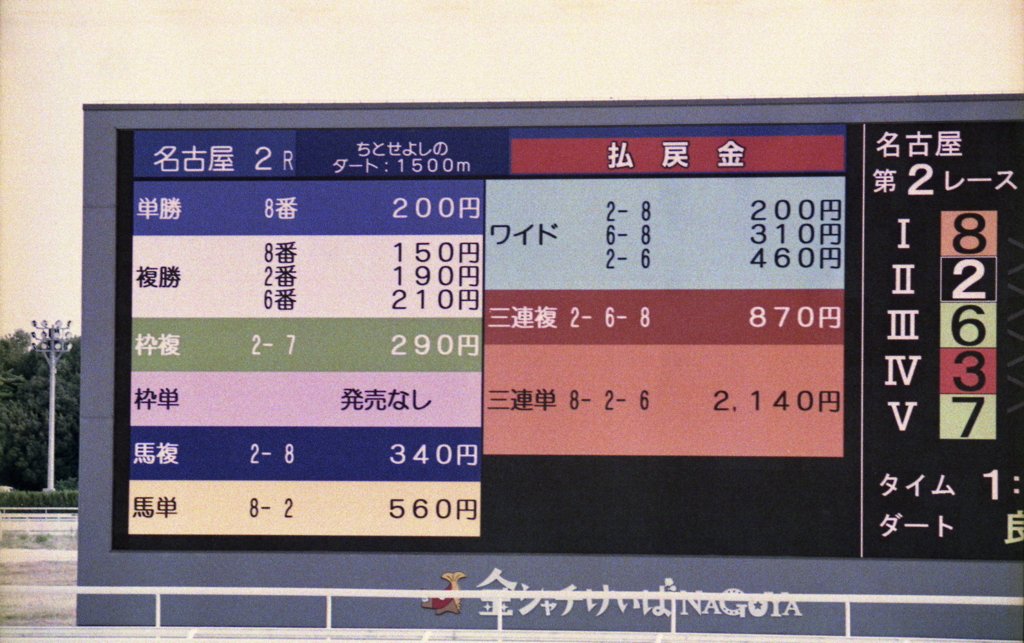 名古屋 2R
ちとせよしの
ダート:1500m
払戻金
単勝 8番 200円
複勝 8番 150円
2番 190円
6番 210円
枠複 2-7 290円
枠単 発売なし
馬複 2-8 340円
馬単 8-2 560円
ワイド 2-8 200円
6-8 310円
2-6 460円
三連複 2-6-8 870円
三連単 8-2-6 2,140円
名古屋
第2レース
Ⅰ 8
Ⅱ 2
Ⅲ 6
Ⅳ 3
Ⅴ 7
タイム 1:
ダート 良
金シャチけいば NAGOYA